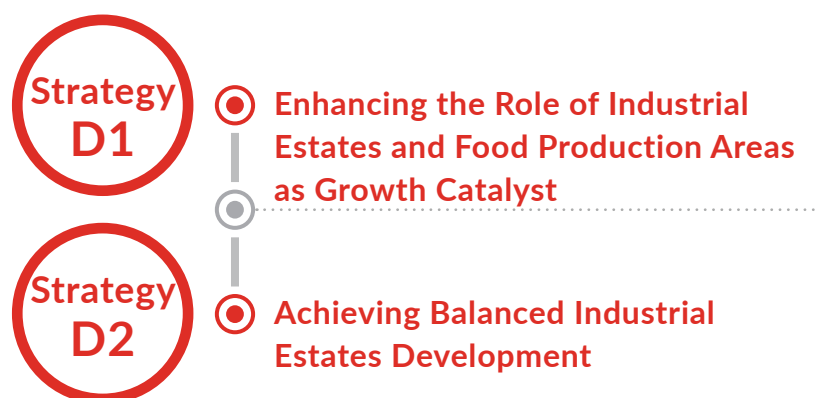 Strategy
D1
Enhancing the Role of Industrial
Estates and Food Production Areas
as Growth Catalyst
Strategy
D2
Achieving Balanced Industrial
Estates Development